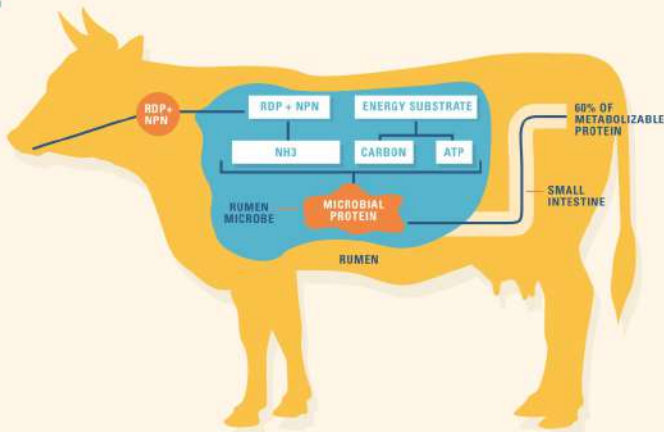 RDP+
NPN
RDP + NPN
ENERGY SUBSTRATE
NH3
CARBON
ATP
RUMEN
MICROBE
MICROBIAL
PROTEIN
RUMEN
60% OF
METABOLIZABLE
PROTEIN
SMALL
INTESTINE